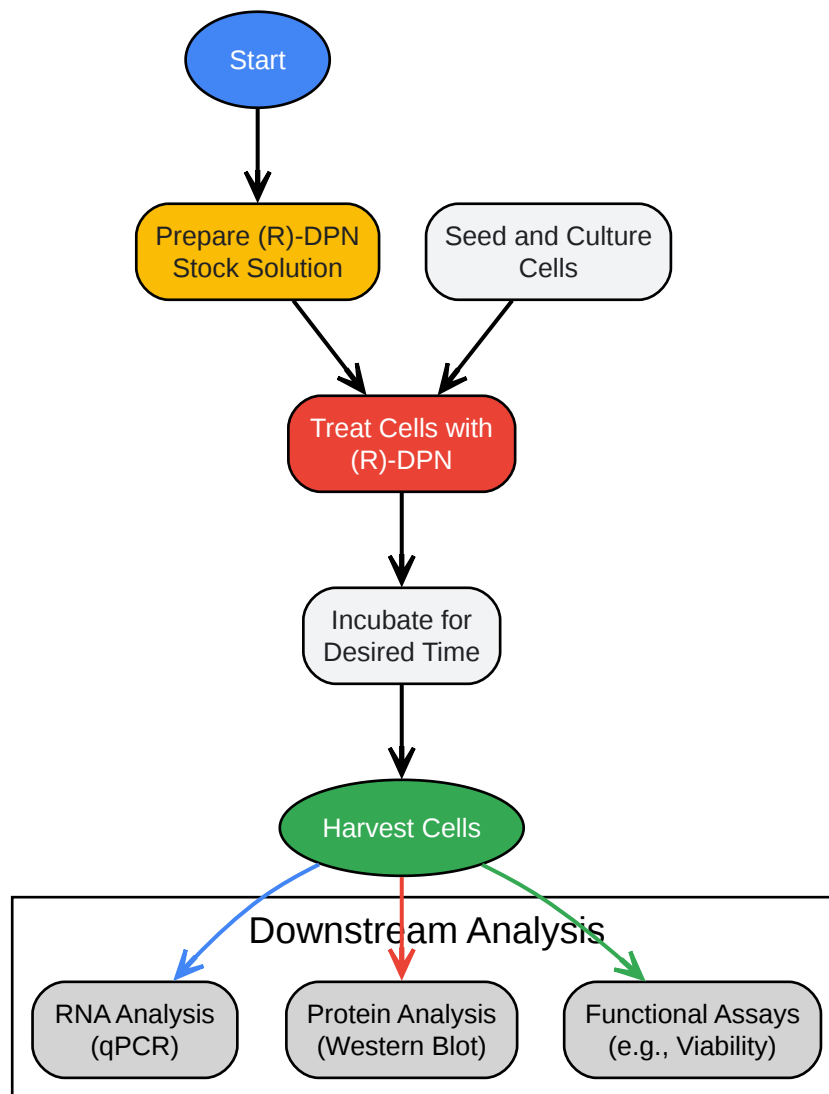 Start
Prepare (R)-DPN
Stock Solution
Seed and Culture
Cells
Treat Cells with
(R)-DPN
Incubate for
Desired Time
Harvest Cells
Downstream Analysis
RNA Analysis
(qPCR)
Protein Analysis
(Western Blot)
Functional Assays
(e.g., Viability)